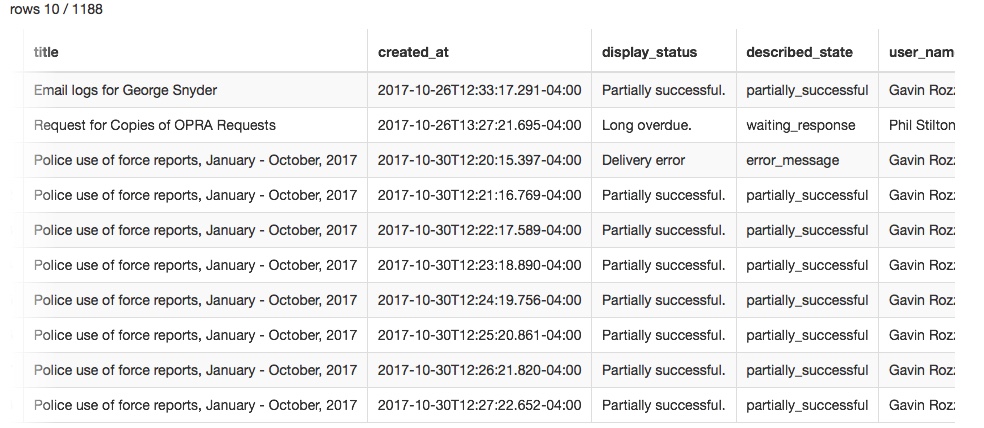 rows 10 / 1188
title created_at display_status described_state user_nam
Email logs for George Snyder 2017-10-26T12:33:17.291-04:00 Partially successful. partially_successful Gavin Roz
Request for Copies of OPRA Requests 2017-10-26T13:27:21.695-04:00 Long overdue. waiting_response Phil Stilton
Police use of force reports, January - October, 2017 2017-10-30T12:20:15.397-04:00 Delivery error error_message Gavin Roz
Police use of force reports, January - October, 2017 2017-10-30T12:21:16.769-04:00 Partially successful. partially_successful Gavin Roz
Police use of force reports, January - October, 2017 2017-10-30T12:22:17.589-04:00 Partially successful. partially_successful Gavin Roz
Police use of force reports, January - October, 2017 2017-10-30T12:23:18.890-04:00 Partially successful. partially_successful Gavin Roz
Police use of force reports, January - October, 2017 2017-10-30T12:24:19.756-04:00 Partially successful. partially_successful Gavin Roz
Police use of force reports, January - October, 2017 2017-10-30T12:25:20.861-04:00 Partially successful. partially_successful Gavin Roz
Police use of force reports, January - October, 2017 2017-10-30T12:26:21.820-04:00 Partially successful. partially_successful Gavin Roz
Police use of force reports, January - October, 2017 2017-10-30T12:27:22.652-04:00 Partially successful. partially_successful Gavin Roz